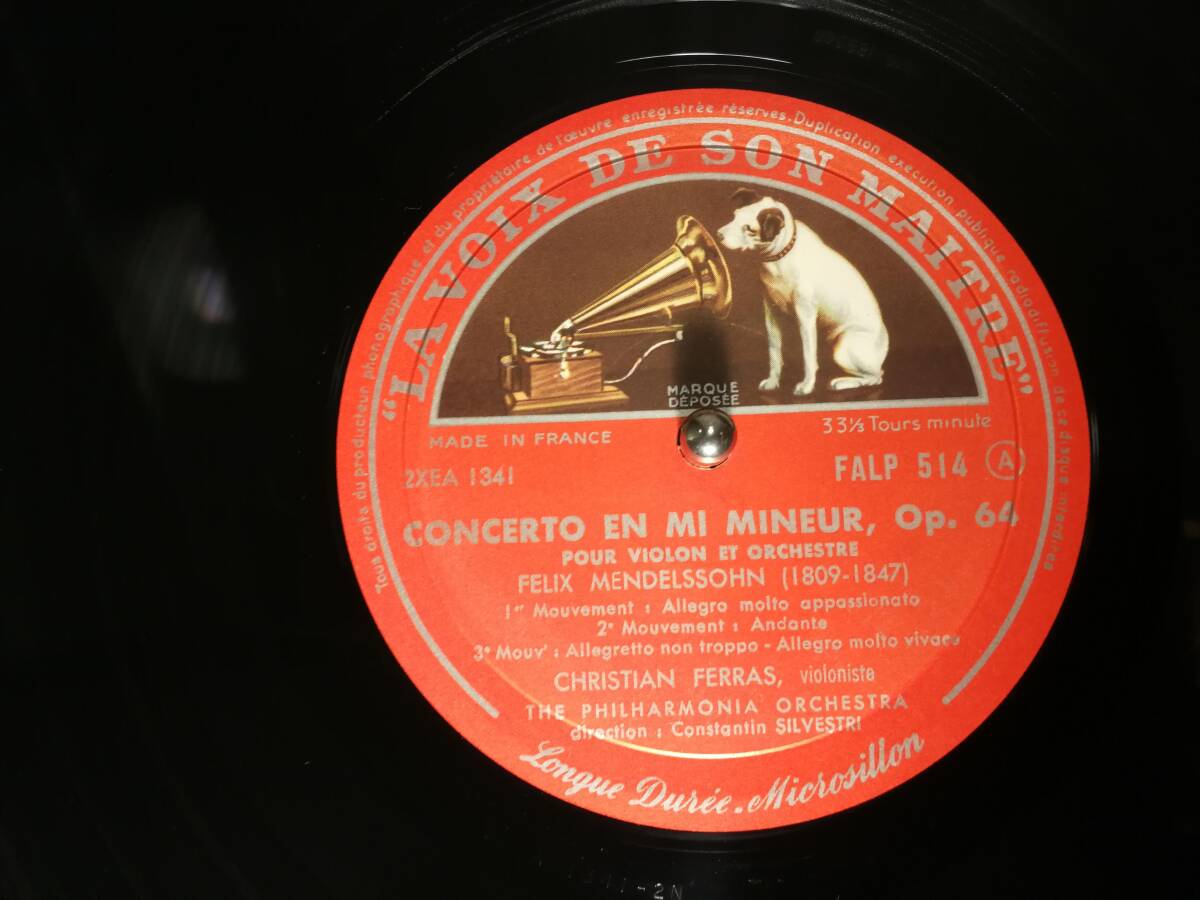 Tous droits du producteur phonographique et du propriétaire de l'œuvre enregistrée réservés. Duplication, exécution publique, radiodiffusion de ce disque interdites
“LA VOIX DE SON MAITRE”
MARQUE
DÉPOSÉE
MADE IN FRANCE
33⅓ Tours minute
2XEA 1341
FALP 514 A
CONCERTO EN MI MINEUR, Op. 64
POUR VIOLON ET ORCHESTRE
FELIX MENDELSSOHN (1809-1847)
1er Mouvement : Allegro molto appassionato
2e Mouvement : Andante
3e Mouvt : Allegretto non troppo - Allegro molto vivace
CHRISTIAN FERRAS, violoniste
THE PHILHARMONIA ORCHESTRA
direction : Constantin SILVESTRI
Longue Durée. Microsillon